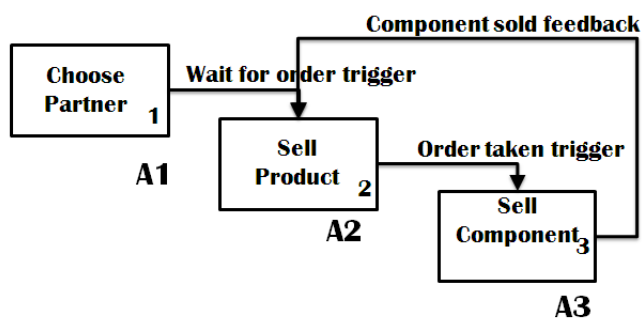 Component sold feedback
Choose
Partner
1
Wait for order trigger
A1
Sell
Product
2
Order taken trigger
A2
Sell
Component
3
A3